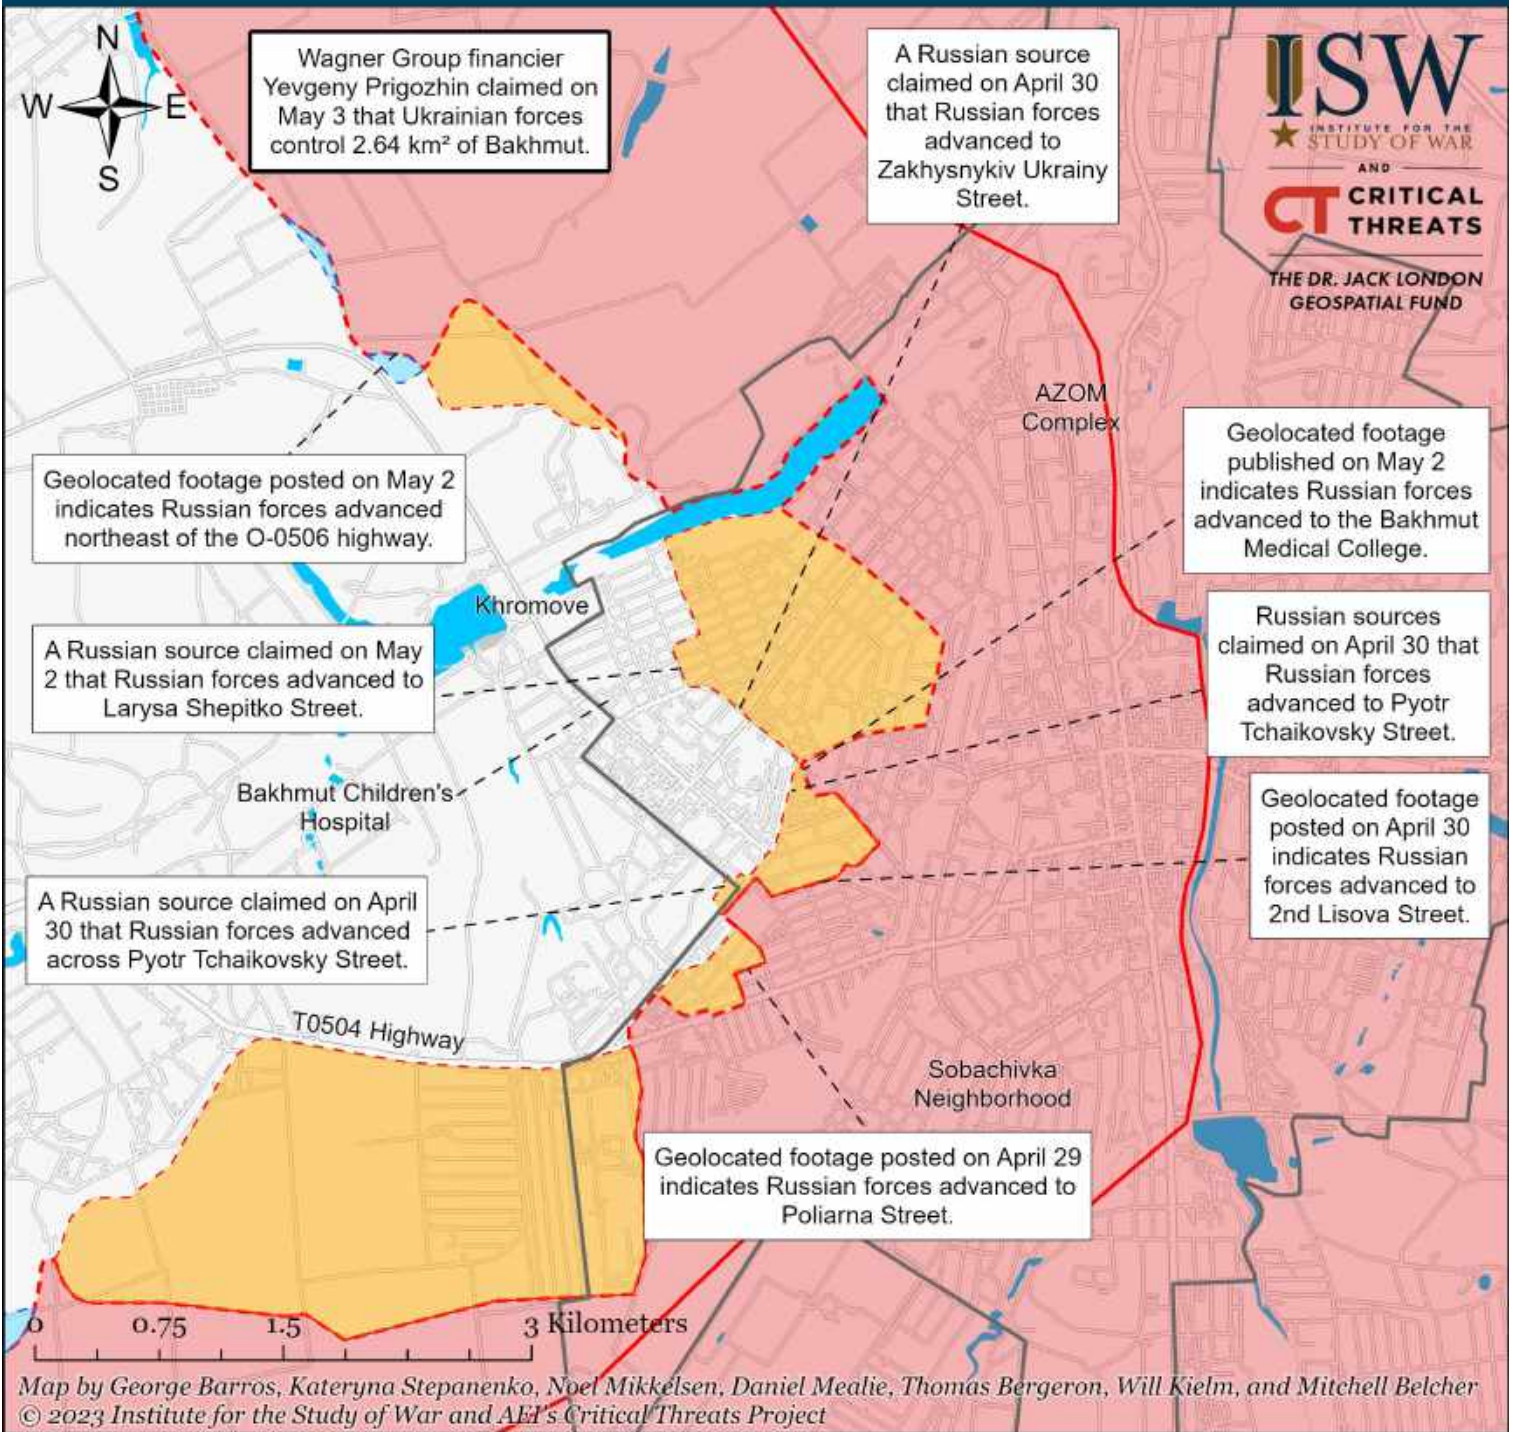 N
W E
S
Wagner Group financier
Yevgeny Prigozhin claimed on
May 3 that Ukrainian forces
control 2.64 km² of Bakhmut.
A Russian source
claimed on April 30
that Russian forces
advanced to
Zakhysnykiv Ukrainy
Street.
ISW
INSTITUTE FOR THE
STUDY OF WAR
AND
CT CRITICAL
THREATS
THE DR. JACK LONDON
GEOSPATIAL FUND
AZOM
Complex
Geolocated footage
published on May 2
indicates Russian forces
advanced to the Bakhmut
Medical College.
Geolocated footage posted on May 2
indicates Russian forces advanced
northeast of the O-0506 highway.
Khromove
Russian sources
claimed on April 30 that
Russian forces
advanced to Pyotr
Tchaikovsky Street.
A Russian source claimed on May
2 that Russian forces advanced to
Larysa Shepitko Street.
Bakhmut Children's
Hospital
Geolocated footage
posted on April 30
indicates Russian
forces advanced to
2nd Lisova Street.
A Russian source claimed on April
30 that Russian forces advanced
across Pyotr Tchaikovsky Street.
T0504 Highway
Sobachivka
Neighborhood
Geolocated footage posted on April 29
indicates Russian forces advanced to
Poliarna Street.
0 0.75 1.5 3 Kilometers
Map by George Barros, Kateryna Stepanenko, Noel Mikkelsen, Daniel Mealie, Thomas Bergeron, Will Kielm, and Mitchell Belcher
© 2023 Institute for the Study of War and AEI's Critical Threats Project